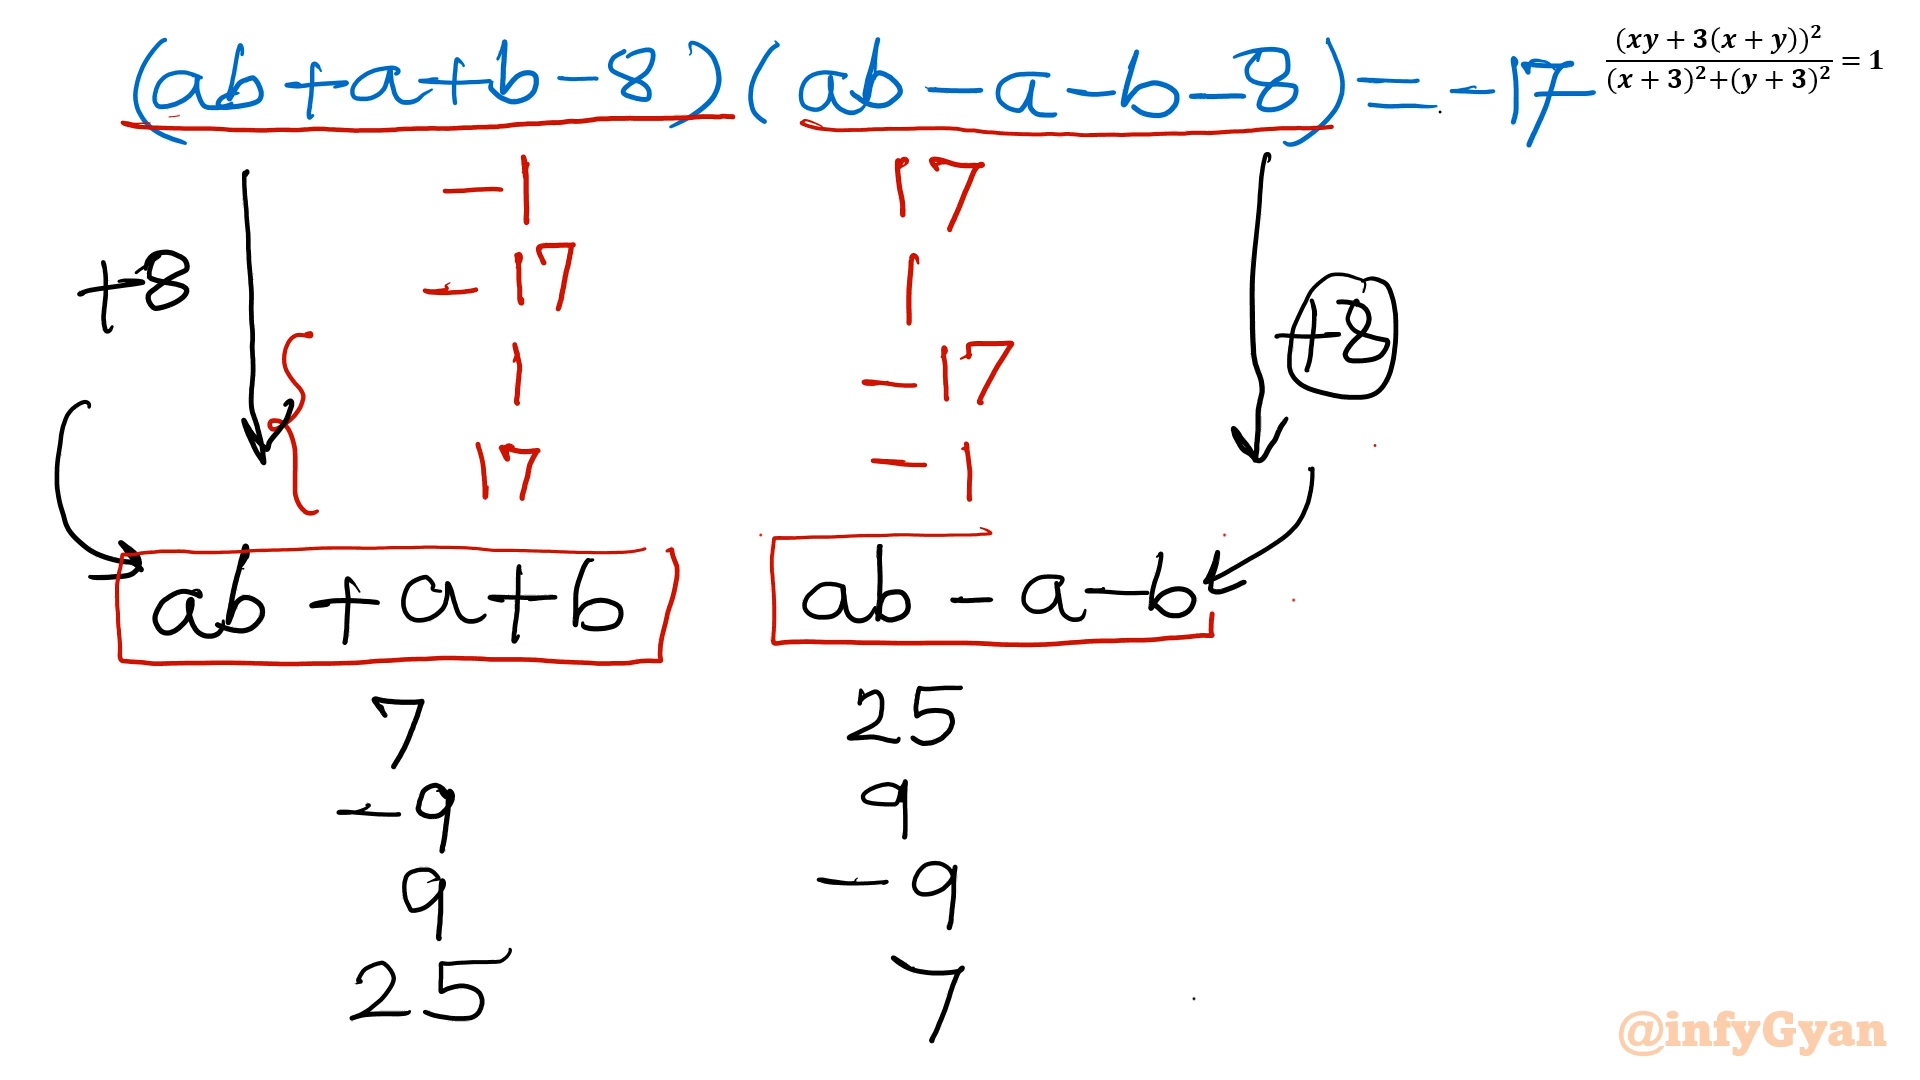 (ab+a+b-8)(ab-a-b-8)=-17
(xy+3(x+y))²/(x+3)²+(y+3)² = 1
-1 17
-17 1
+8 +8
1 -17
17 -1
ab+a+b ab-a-b
7 25
-9 9
9 -9
25 7
@infyGyan